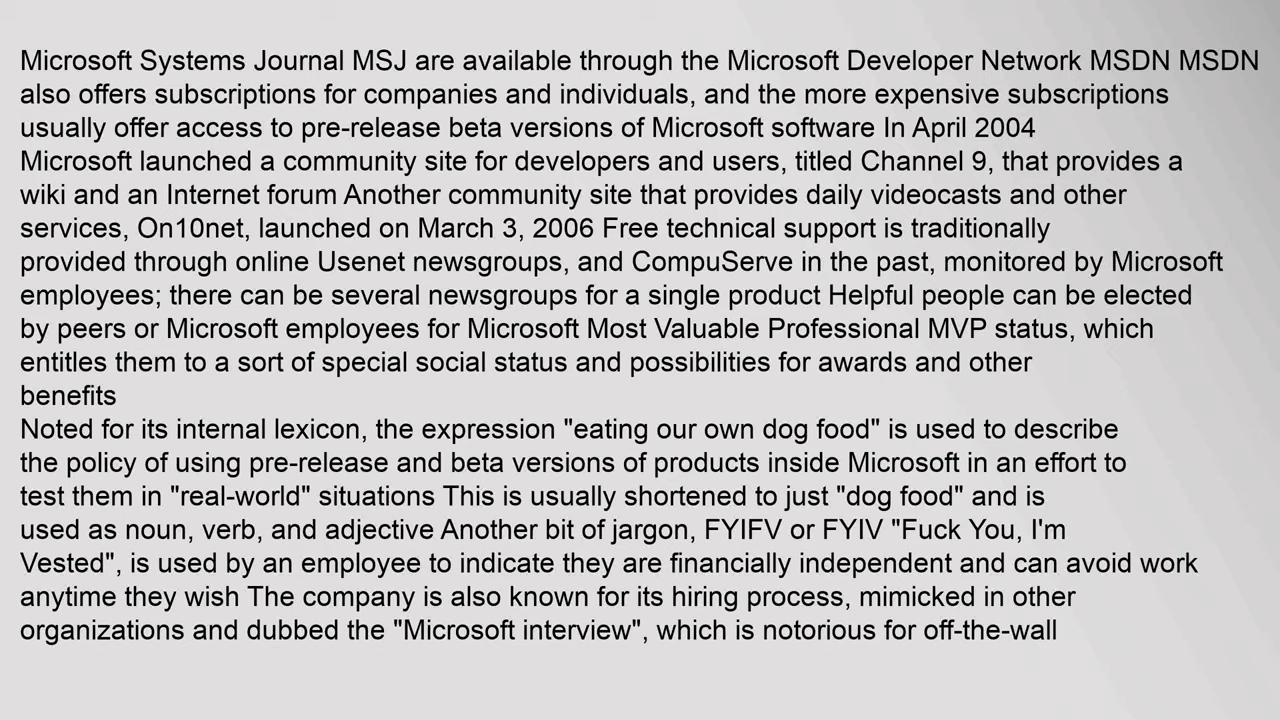 Microsoft Systems Journal MSJ are available through the Microsoft Developer Network MSDN MSDN
also offers subscriptions for companies and individuals, and the more expensive subscriptions
usually offer access to pre-release beta versions of Microsoft software In April 2004
Microsoft launched a community site for developers and users, titled Channel 9, that provides a
wiki and an Internet forum Another community site that provides daily videocasts and other
services, On10net, launched on March 3, 2006 Free technical support is traditionally
provided through online Usenet newsgroups, and CompuServe in the past, monitored by Microsoft
employees; there can be several newsgroups for a single product Helpful people can be elected
by peers or Microsoft employees for Microsoft Most Valuable Professional MVP status, which
entitles them to a sort of special social status and possibilities for awards and other
benefits
Noted for its internal lexicon, the expression "eating our own dog food" is used to describe
the policy of using pre-release and beta versions of products inside Microsoft in an effort to
test them in "real-world" situations This is usually shortened to just "dog food" and is
used as noun, verb, and adjective Another bit of jargon, FYIFV or FYIV "Fuck You, I'm
Vested", is used by an employee to indicate they are financially independent and can avoid work
anytime they wish The company is also known for its hiring process, mimicked in other
organizations and dubbed the "Microsoft interview", which is notorious for off-the-wall